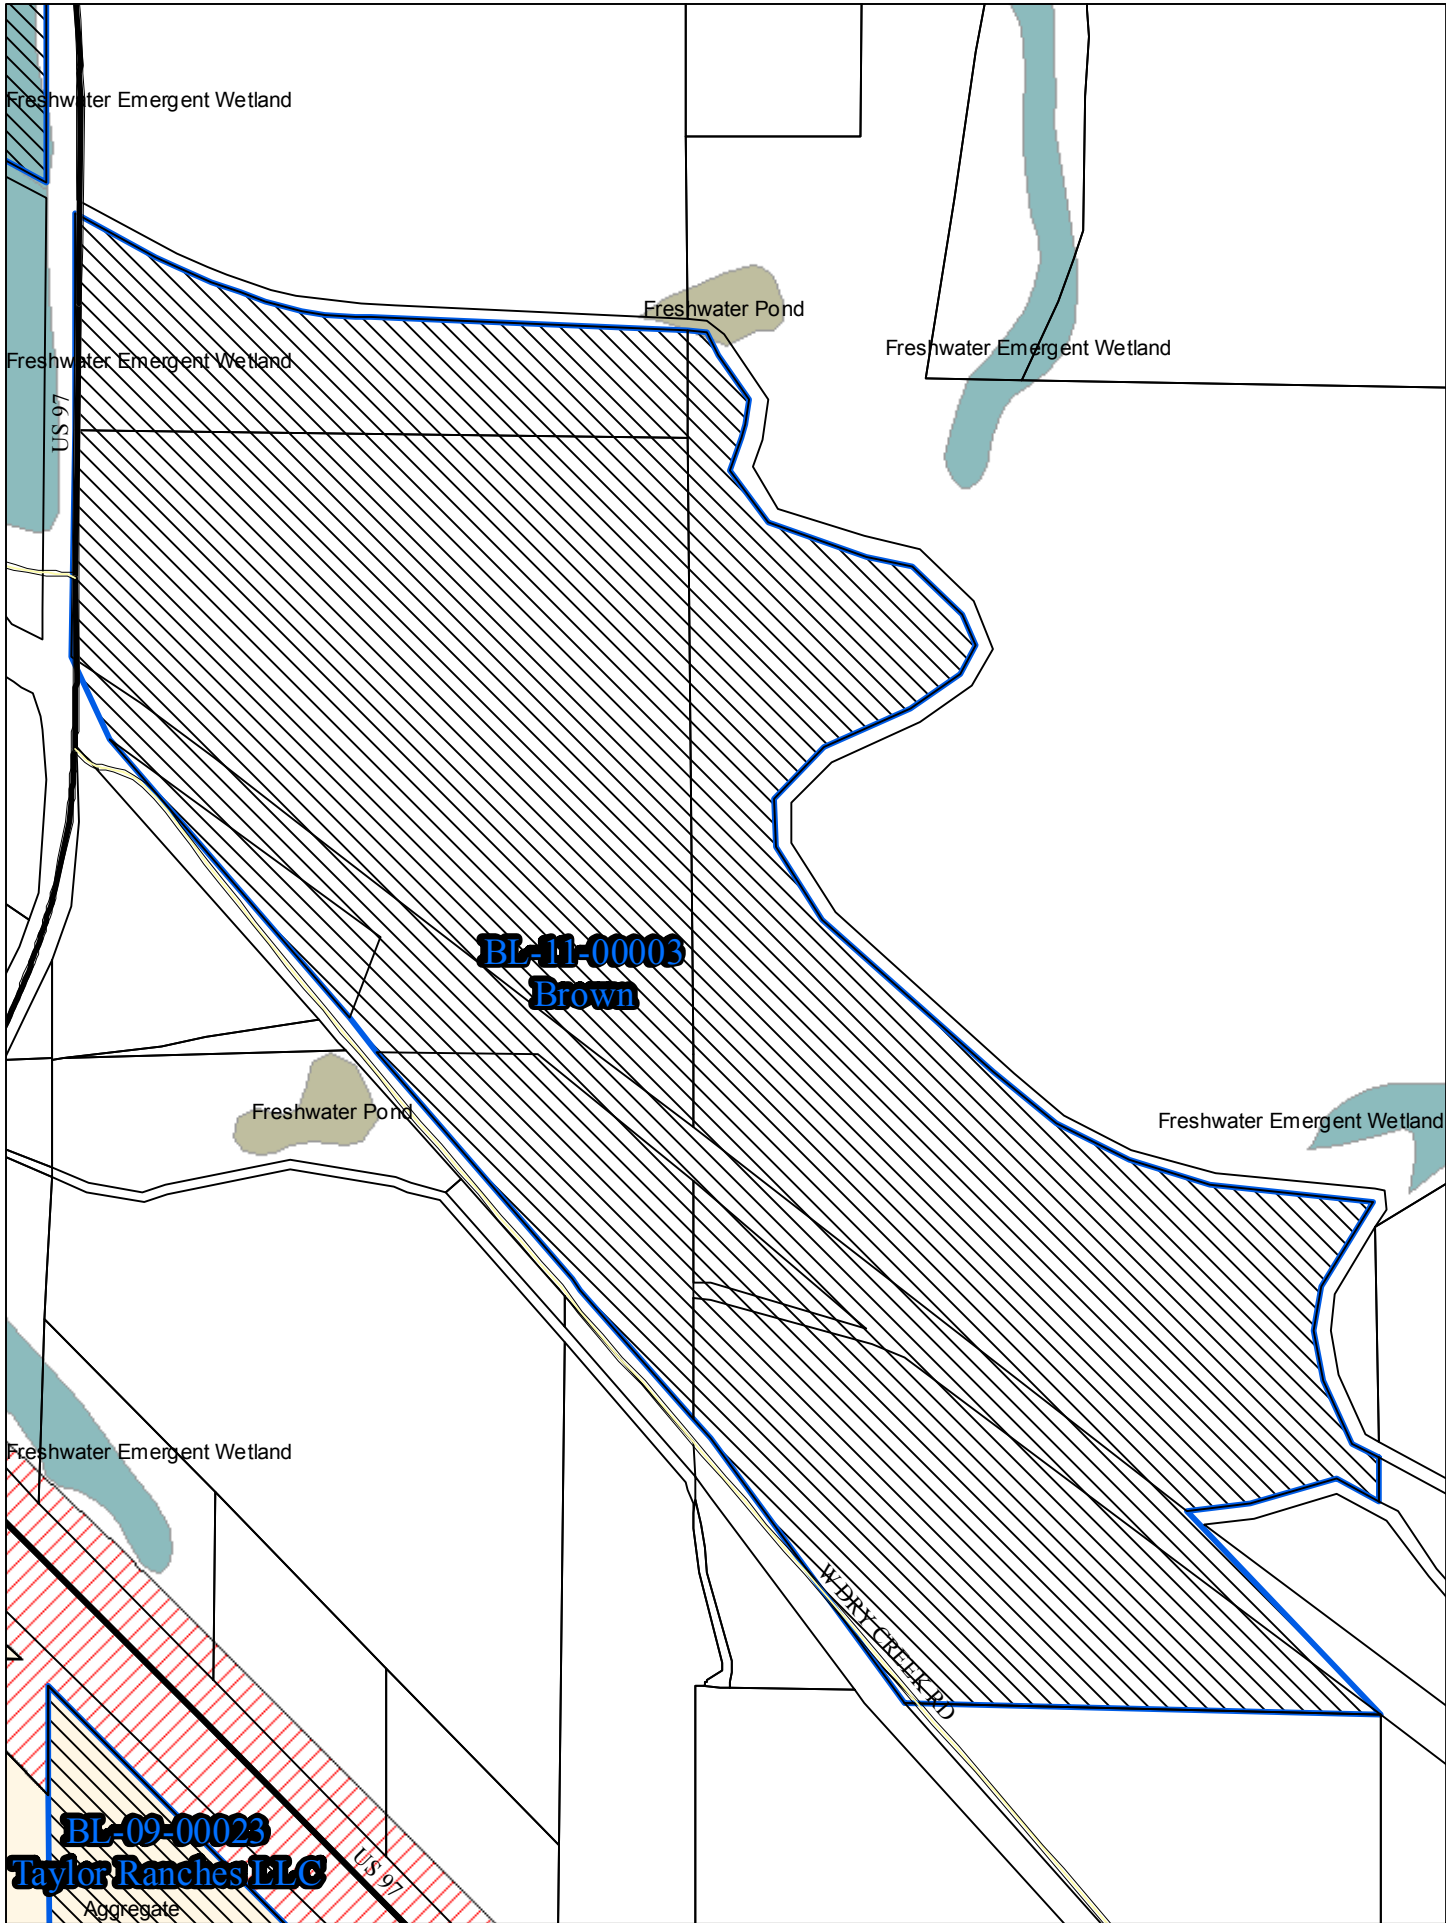 Freshwater Emergent Wetland
Freshwater Pond
Freshwater Emergent Wetland
Freshwater Emergent Wetland
US 97
BL-11-00003
Brown
Freshwater Pond
Freshwater Emergent Wetland
Freshwater Emergent Wetland
W DRY CREEK RD
BL-09-00023
Taylor Ranches LLC
US 97
Aggregate